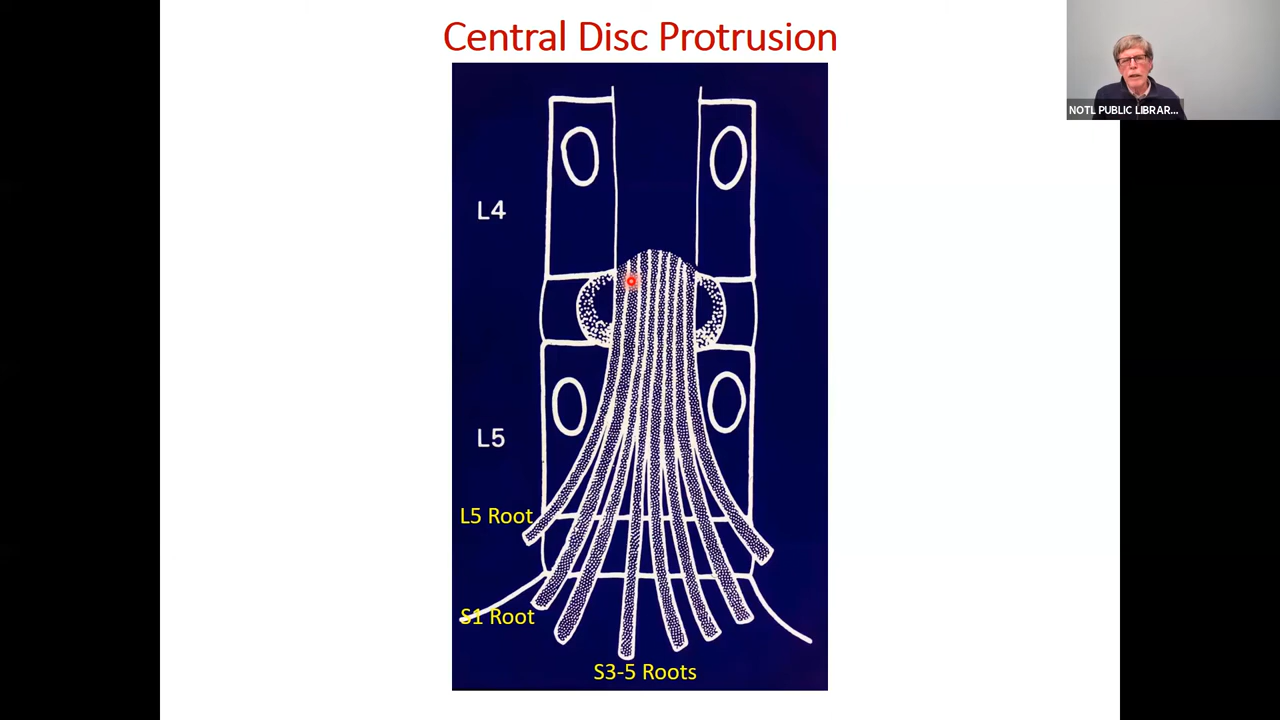 Central Disc Protrusion
NOTL PUBLIC LIBRAR...
L4
L5
L5 Root
S1 Root
S3-5 Roots